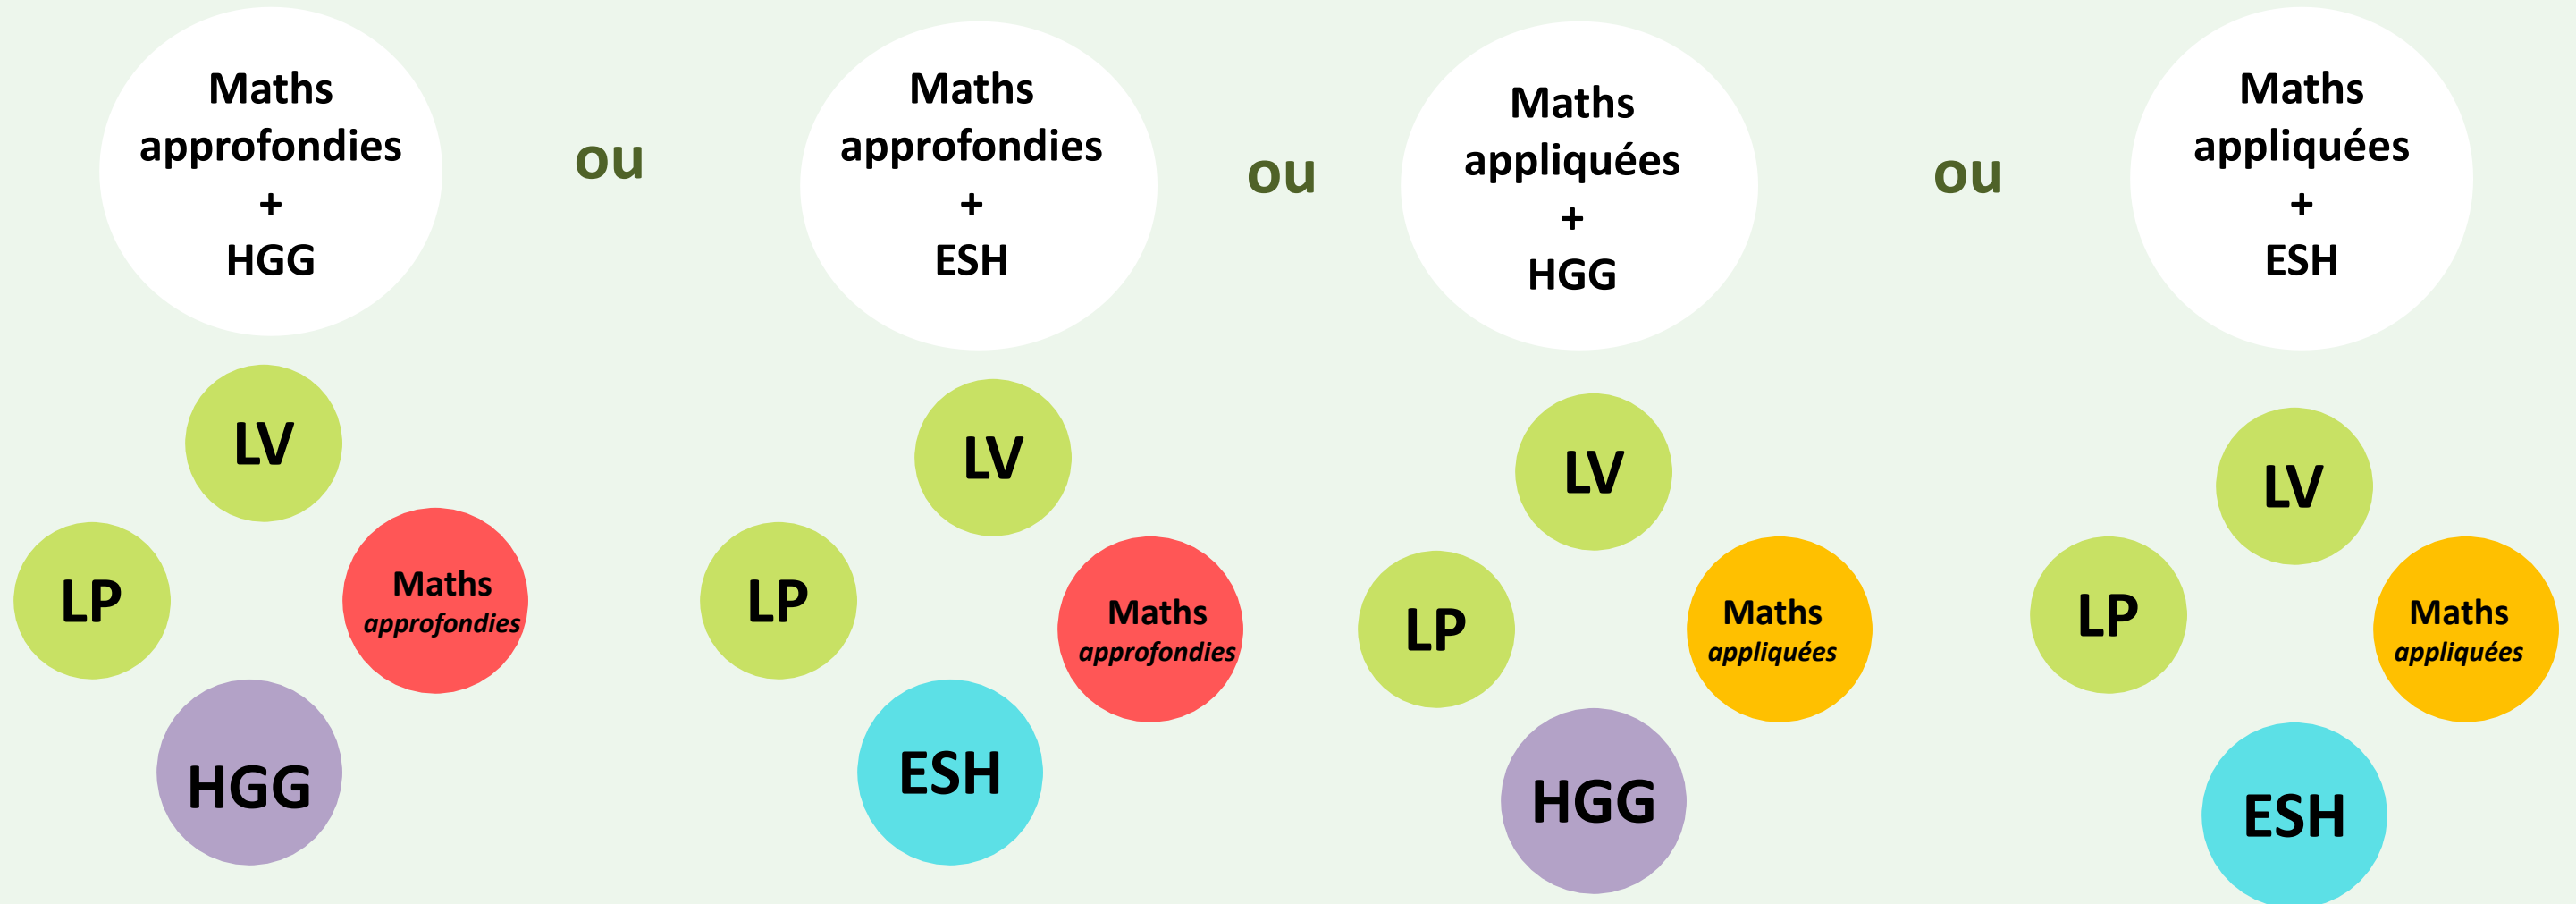 Maths
approfondies
+
HGG
ou
Maths
approfondies
+
ESH
ou
Maths
appliquées
+
HGG
ou
Maths
appliquées
+
ESH
LV
LP
Maths
approfondies
HGG
LV
LP
Maths
approfondies
ESH
LV
LP
Maths
appliquées
HGG
LV
LP
Maths
appliquées
ESH